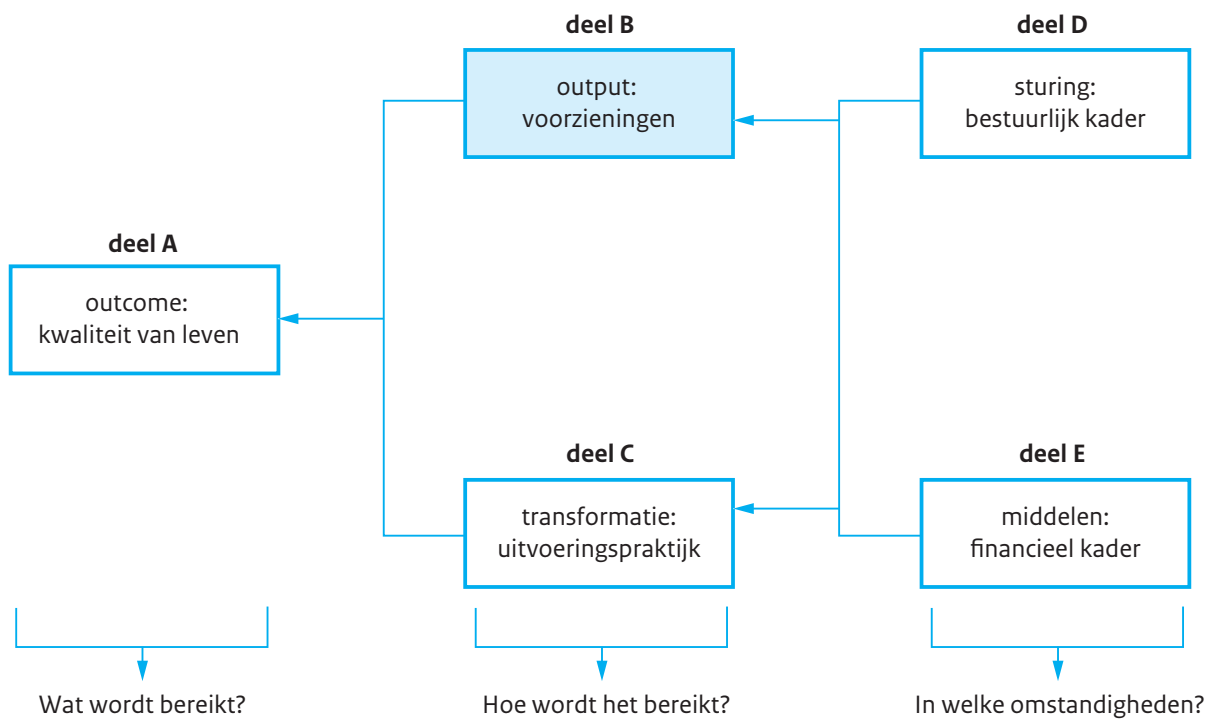 deel B
output:
voorzieningen
deel D
sturing:
bestuurlijk kader
deel A
outcome:
kwaliteit van leven
deel C
transformatie:
uitvoeringspraktijk
deel E
middelen:
financieel kader
Wat wordt bereikt?
Hoe wordt het bereikt?
In welke omstandigheden?